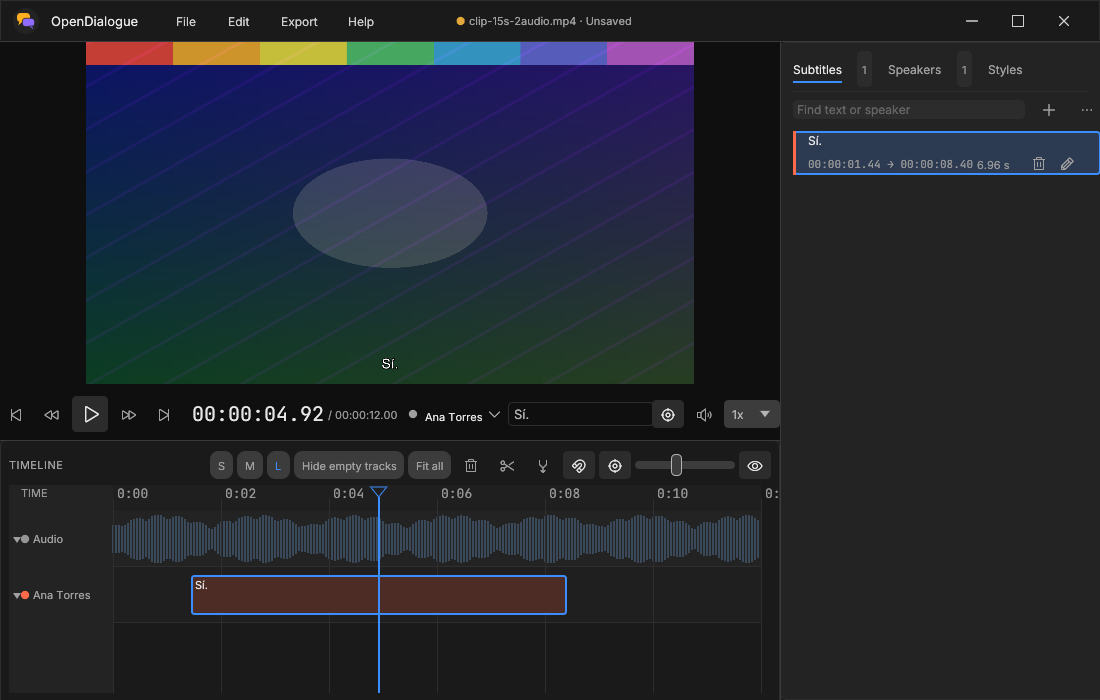 OpenDialogue File Edit Export Help clip-15s-2audio.mp4 · Unsaved
Subtitles 1 Speakers 1 Styles
Find text or speaker
Sí.
00:00:01.44 → 00:00:08.40 6.96 s
Sí.
00:00:04.92 / 00:00:12.00 Ana Torres Sí. 1x
TIMELINE S M L Hide empty tracks Fit all
TIME 0:00 0:02 0:04 0:06 0:08 0:10 0:
Audio
Sí.
Ana Torres